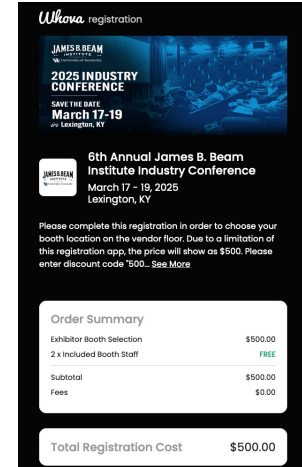 Whova registration
JAMES B. BEAM
INSTITUTE
University of Kentucky
2025 INDUSTRY
CONFERENCE
SAVE THE DATE
March 17-19
in Lexington, KY
JAMES B. BEAM
INSTITUTE
6th Annual James B. Beam
Institute Industry Conference
March 17 - 19, 2025
Lexington, KY
Please complete this registration in order to choose your
booth location on the vendor floor. Due to a limitation of
this registration app, the price will show as $500. Please
enter discount code "500... See More
Order Summary
Exhibitor Booth Selection $500.00
2 x Included Booth Staff FREE
Subtotal $500.00
Fees $0.00
Total Registration Cost $500.00